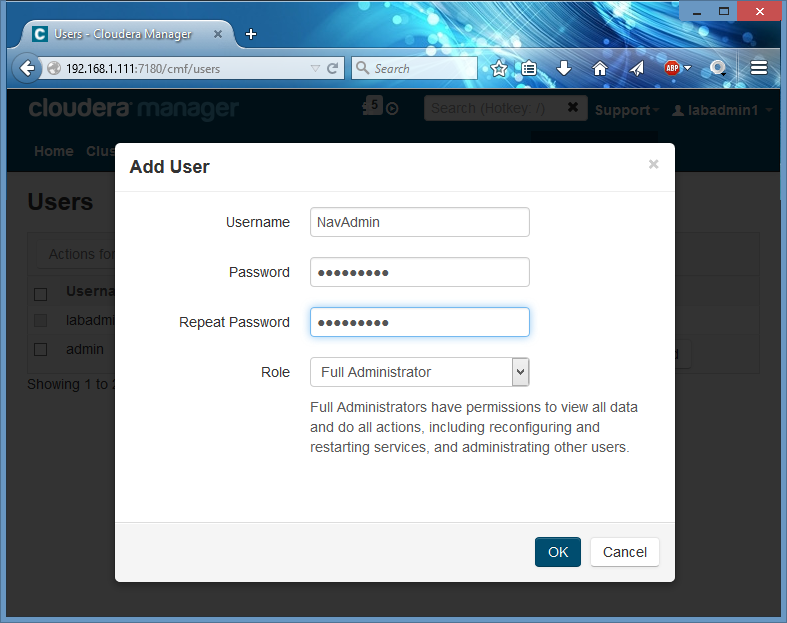 Users - Cloudera Manager
192.168.1.111:7180/cmf/users
Search
ABP
cloudera manager
5
Search (Hotkey: /)
Support
labadmin1
Home
Add User
Users
Username
NavAdmin
Password
●●●●●●●●●
Actions for
Repeat Password
●●●●●●●●●
labadmi
admin
Role
Full Administrator
Showing 1 to
Full Administrators have permissions to view all data
and do all actions, including reconfiguring and
restarting services, and administrating other users.
OK
Cancel